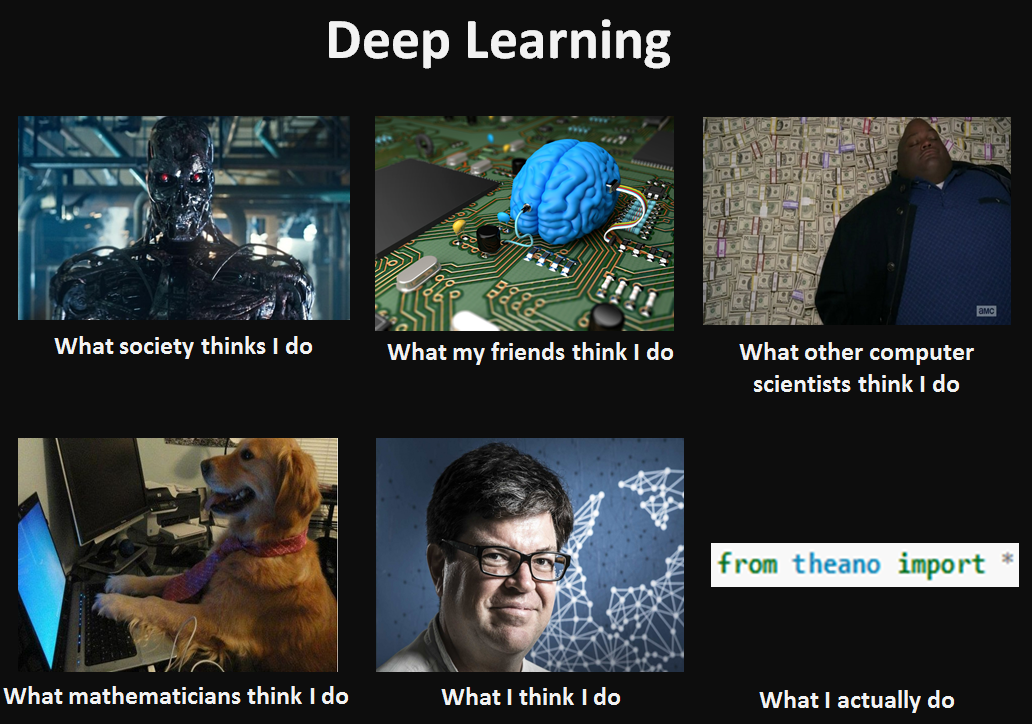 Deep Learning
What society thinks I do
What my friends think I do
What other computer
scientists think I do
amc
What mathematicians think I do
What I think I do
from theano import *
What I actually do